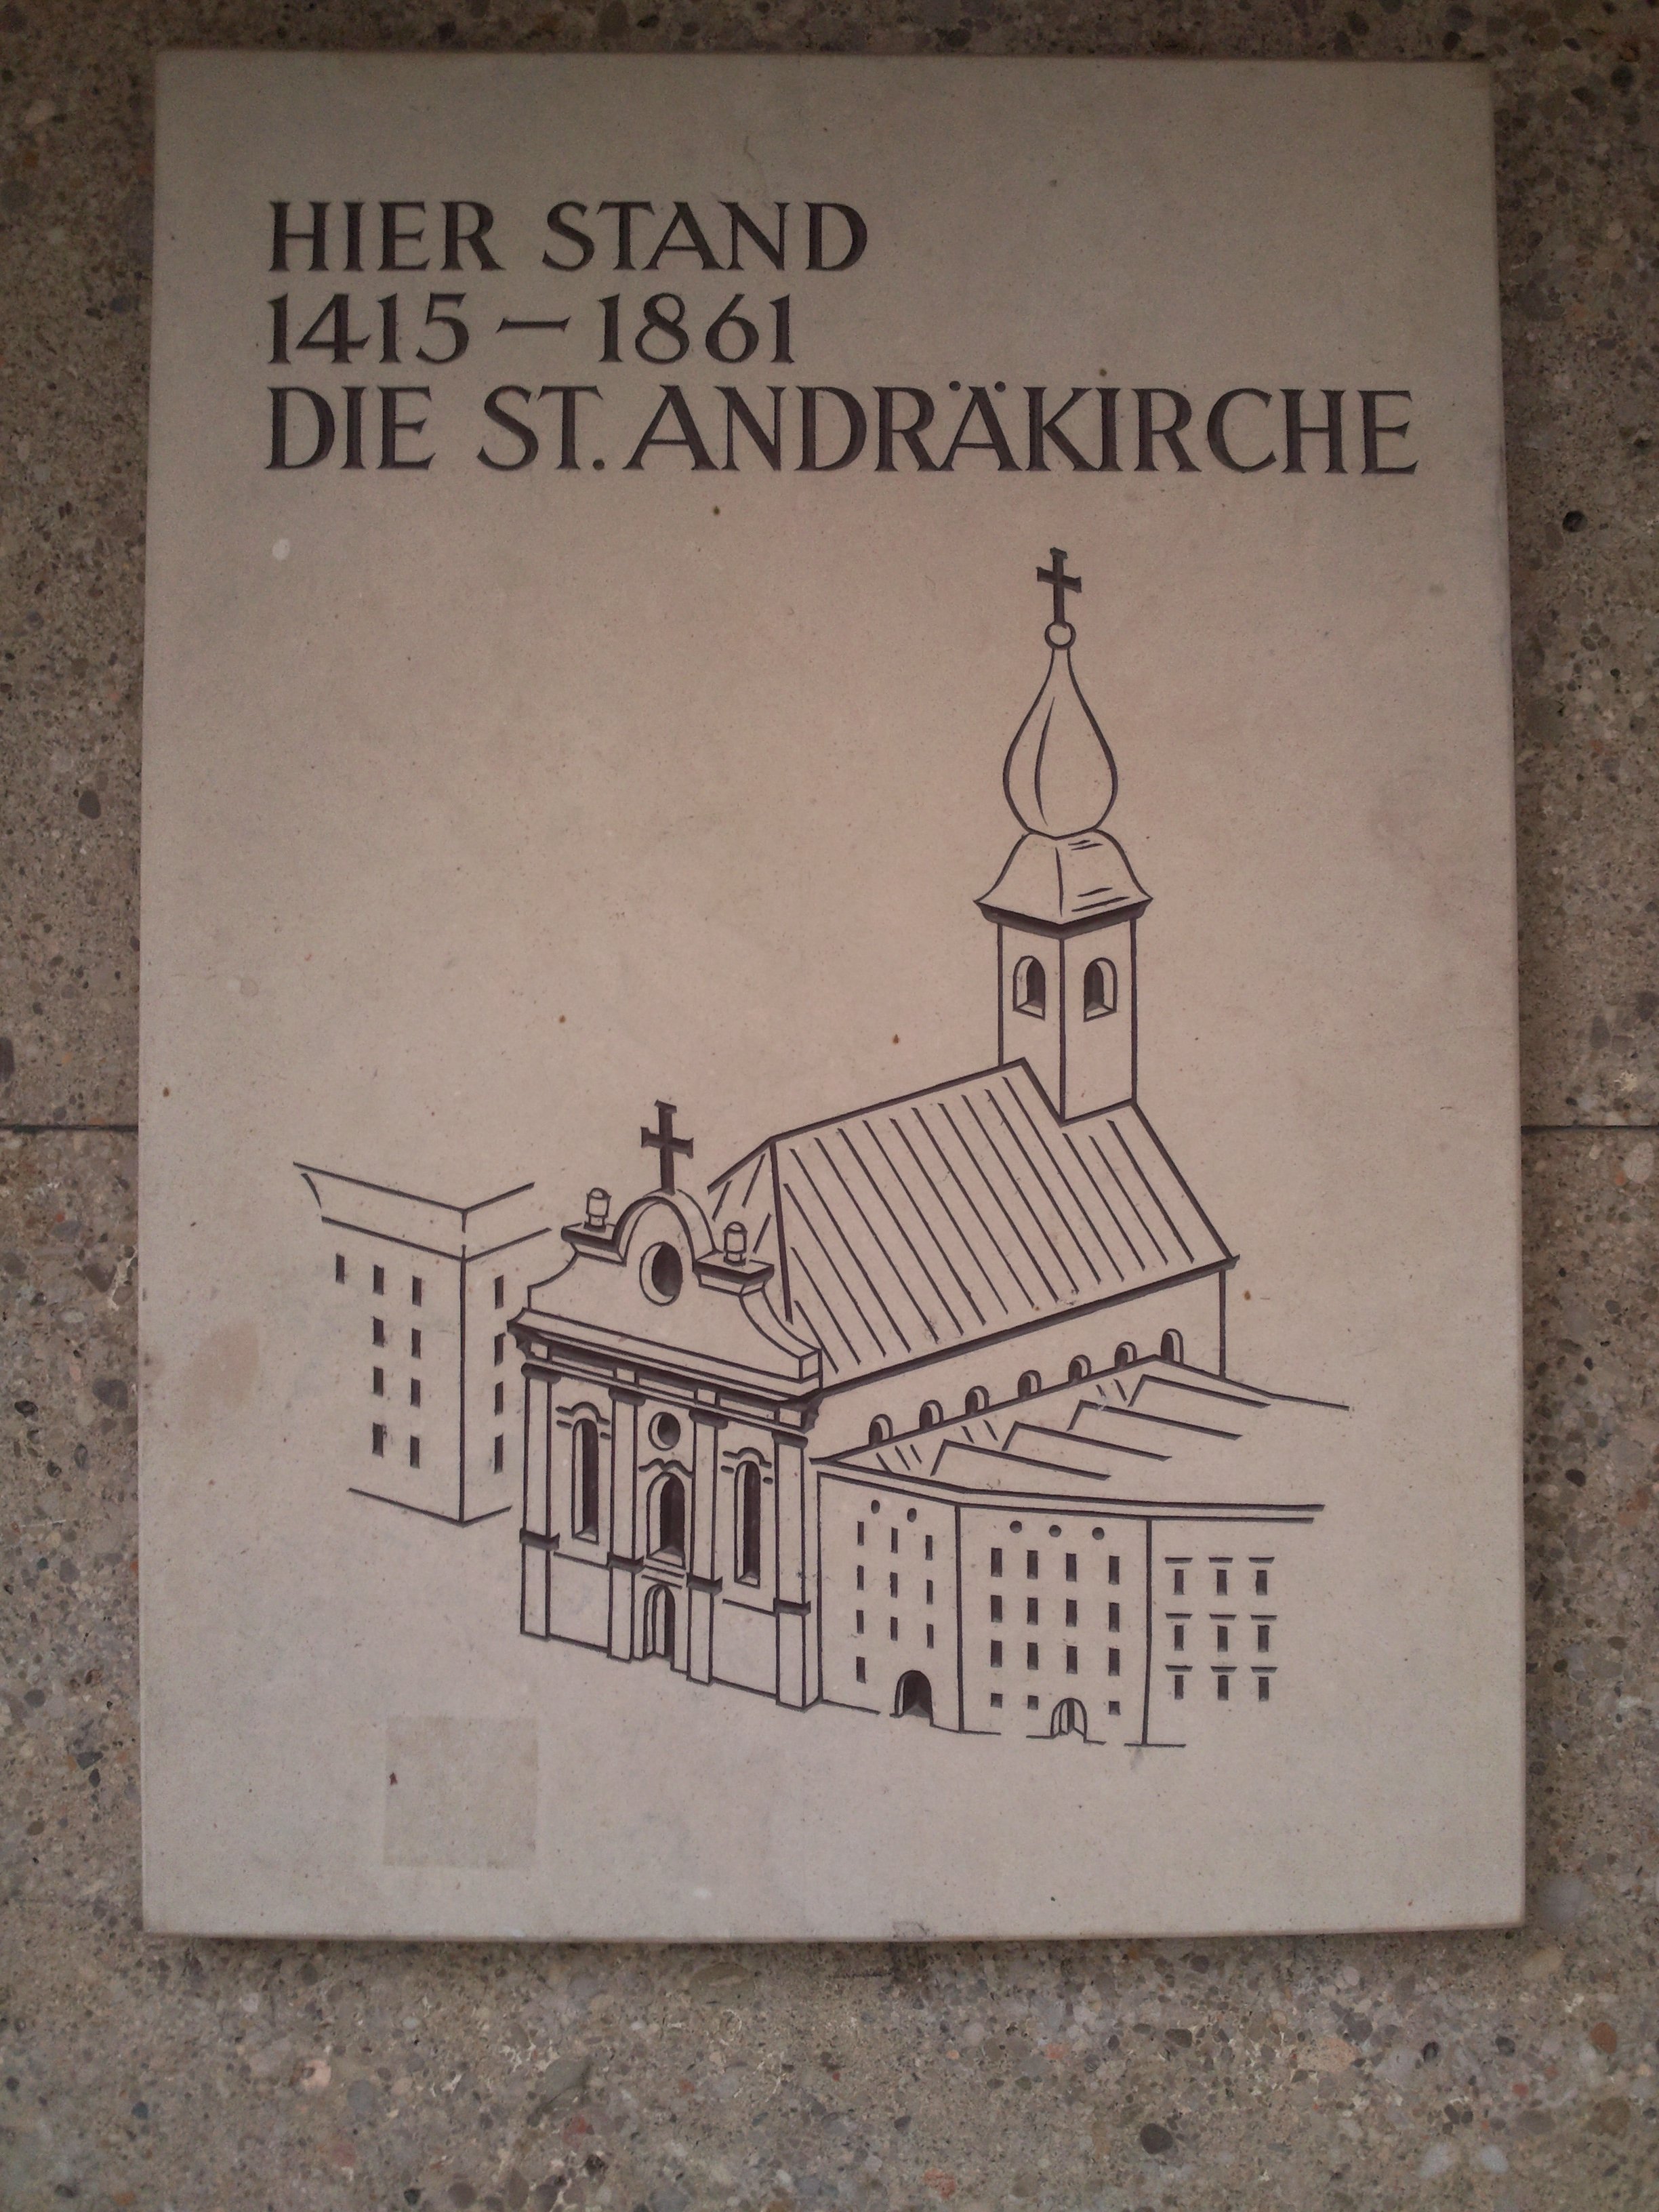 HIER STAND
1415 – 1861
DIE ST. ANDRÄKIRCHE